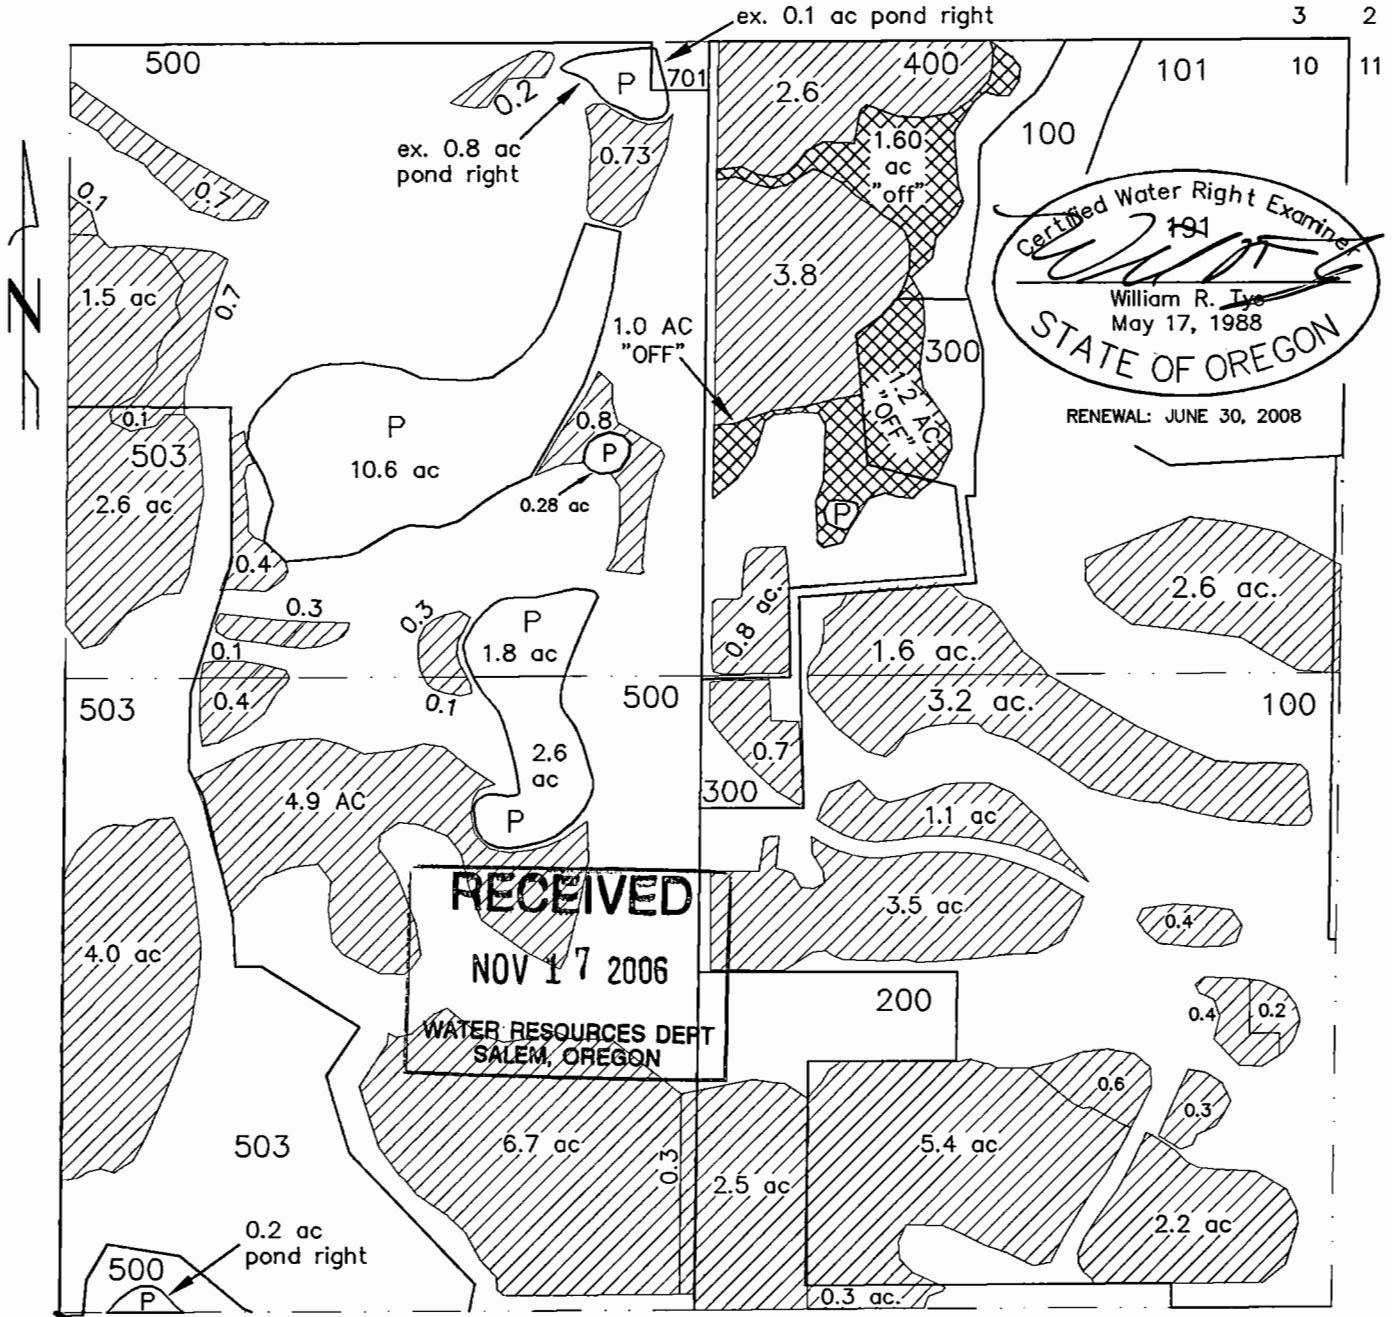 ex. 0.1 ac pond right
3 2
500
400
101
10 11
P
701
0.2
2.6
ex. 0.8 ac
pond right
0.73
1.60
ac
"off"
100
0.7
0.1
Certified Water Right Examiner
191
William R. Tye
May 17, 1988
STATE OF OREGON
RENEWAL: JUNE 30, 2008
N
1.5 ac
0.7
3.8
1.0 AC
"OFF"
300
1.2 AC
"OFF"
0.1
503
P
10.6 ac
0.8
P
2.6 ac
0.28 ac
P
0.4
2.6 ac.
0.3
0.3
P
1.8 ac
0.8 ac.
1.6 ac.
0.1
503
0.4
0.1
500
3.2 ac.
100
2.6
ac
0.7
4.9 AC
300
P
1.1 ac
RECEIVED
3.5 ac
0.4
4.0 ac
NOV 17 2006
200
0.4
0.2
WATER RESOURCES DEPT
SALEM, OREGON
0.6
0.3
503
6.7 ac
0.3
2.5 ac
5.4 ac
2.2 ac
0.2 ac
pond right
500
P
0.3 ac.